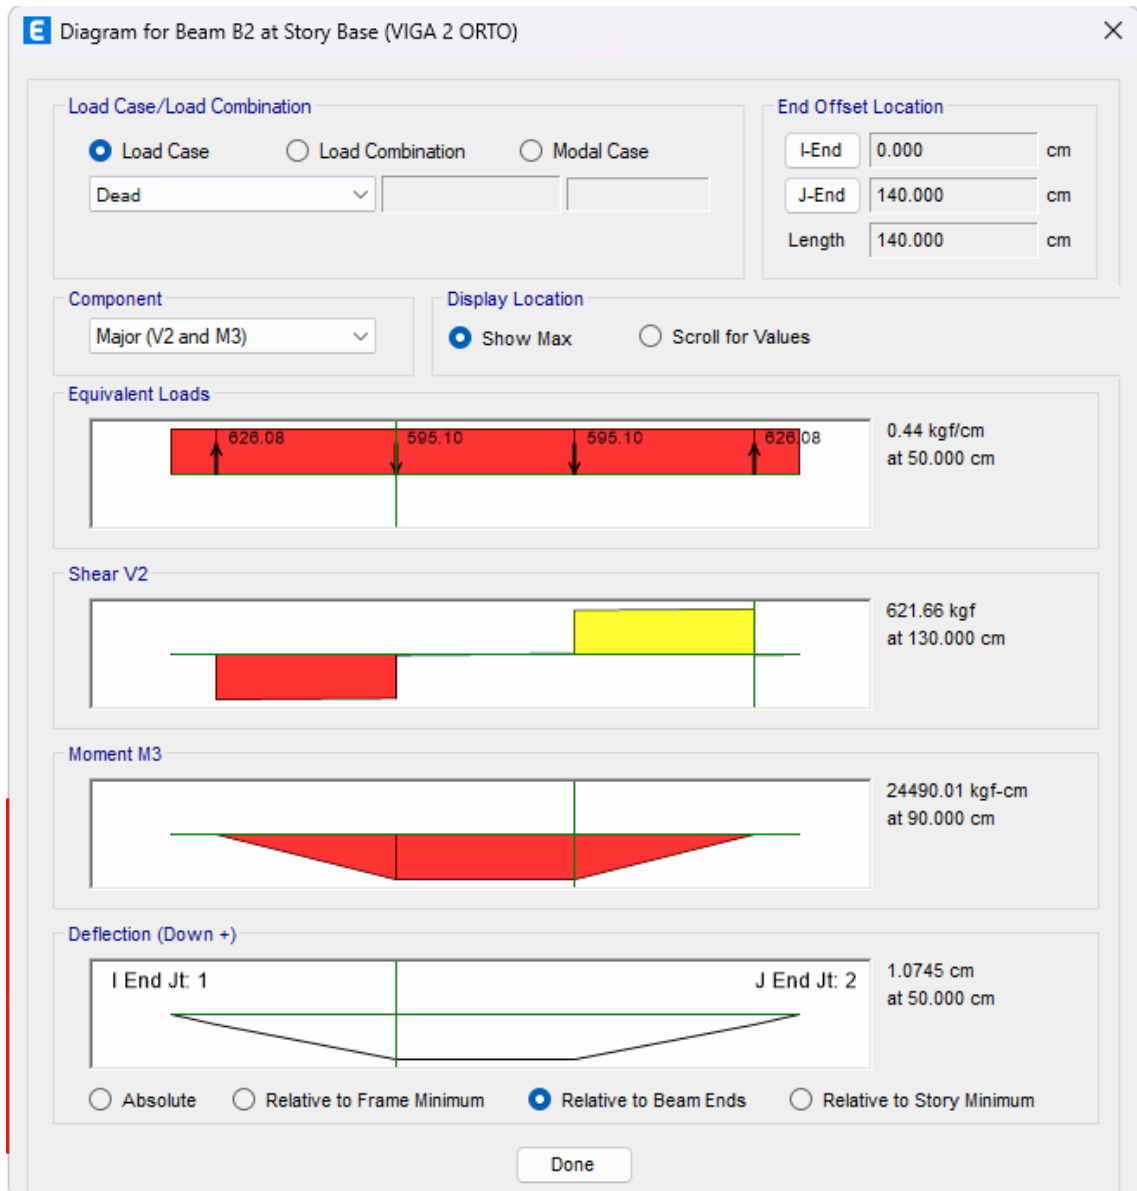 E Diagram for Beam B2 at Story Base (VIGA 2 ORTO)
Load Case/Load Combination
Load Case Load Combination Modal Case
Dead
End Offset Location
I-End 0.000 cm
J-End 140.000 cm
Length 140.000 cm
Component
Major (V2 and M3)
Display Location
Show Max Scroll for Values
Equivalent Loads
626.08 595.10 595.10 626.08
0.44 kgf/cm
at 50.000 cm
Shear V2
621.66 kgf
at 130.000 cm
Moment M3
24490.01 kgf-cm
at 90.000 cm
Deflection (Down +)
I End Jt: 1 J End Jt: 2
1.0745 cm
at 50.000 cm
Absolute Relative to Frame Minimum Relative to Beam Ends Relative to Story Minimum
Done